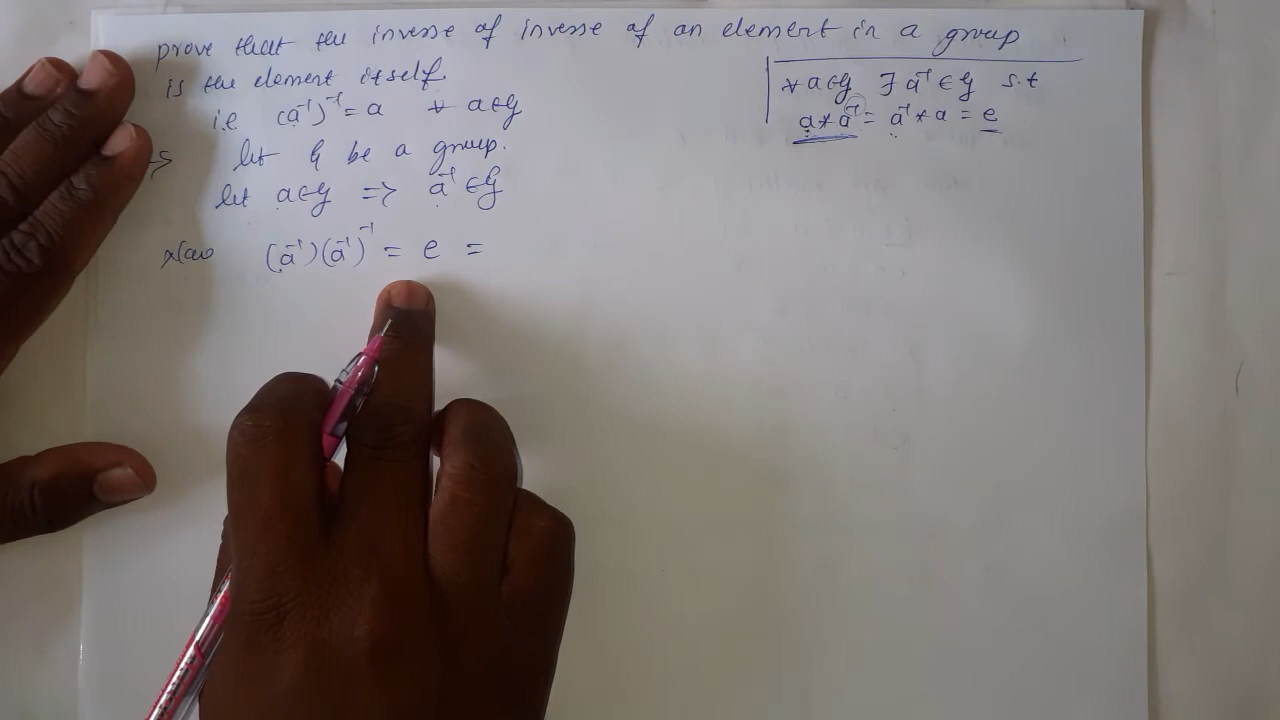 prove that the inverse of inverse of an element in a group
is the element itself.
i.e (a⁻¹)⁻¹ = a ∀ a∈G
∀ a∈G ∃ a⁻¹ ∈ G s.t
a * a⁻¹ = a⁻¹ * a = e
→ let G be a group.
let a∈G => a⁻¹ ∈ G
Now (a⁻¹)(a⁻¹)⁻¹ = e =